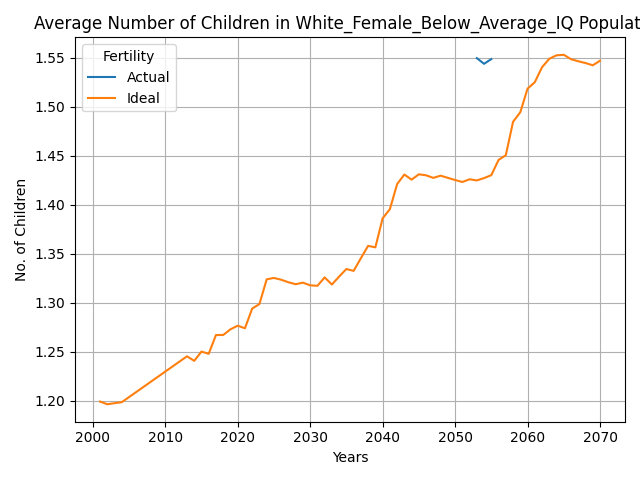 Average Number of Children in White_Female_Below_Average_IQ Populat
Fertility
Actual
Ideal
No. of Children
1.55
1.50
1.45
1.40
1.35
1.30
1.25
1.20
2000 2010 2020 2030 2040 2050 2060 2070
Years